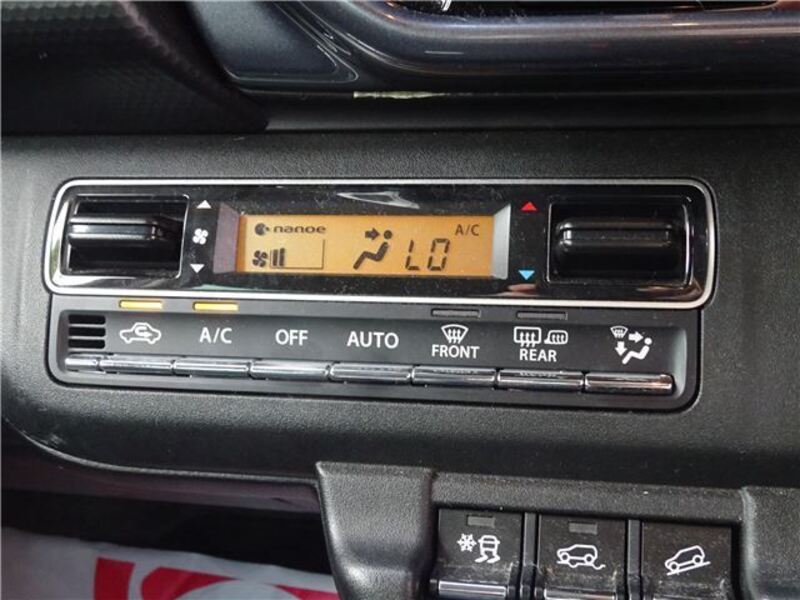 nanoe A/C
LO
A/C OFF AUTO FRONT REAR